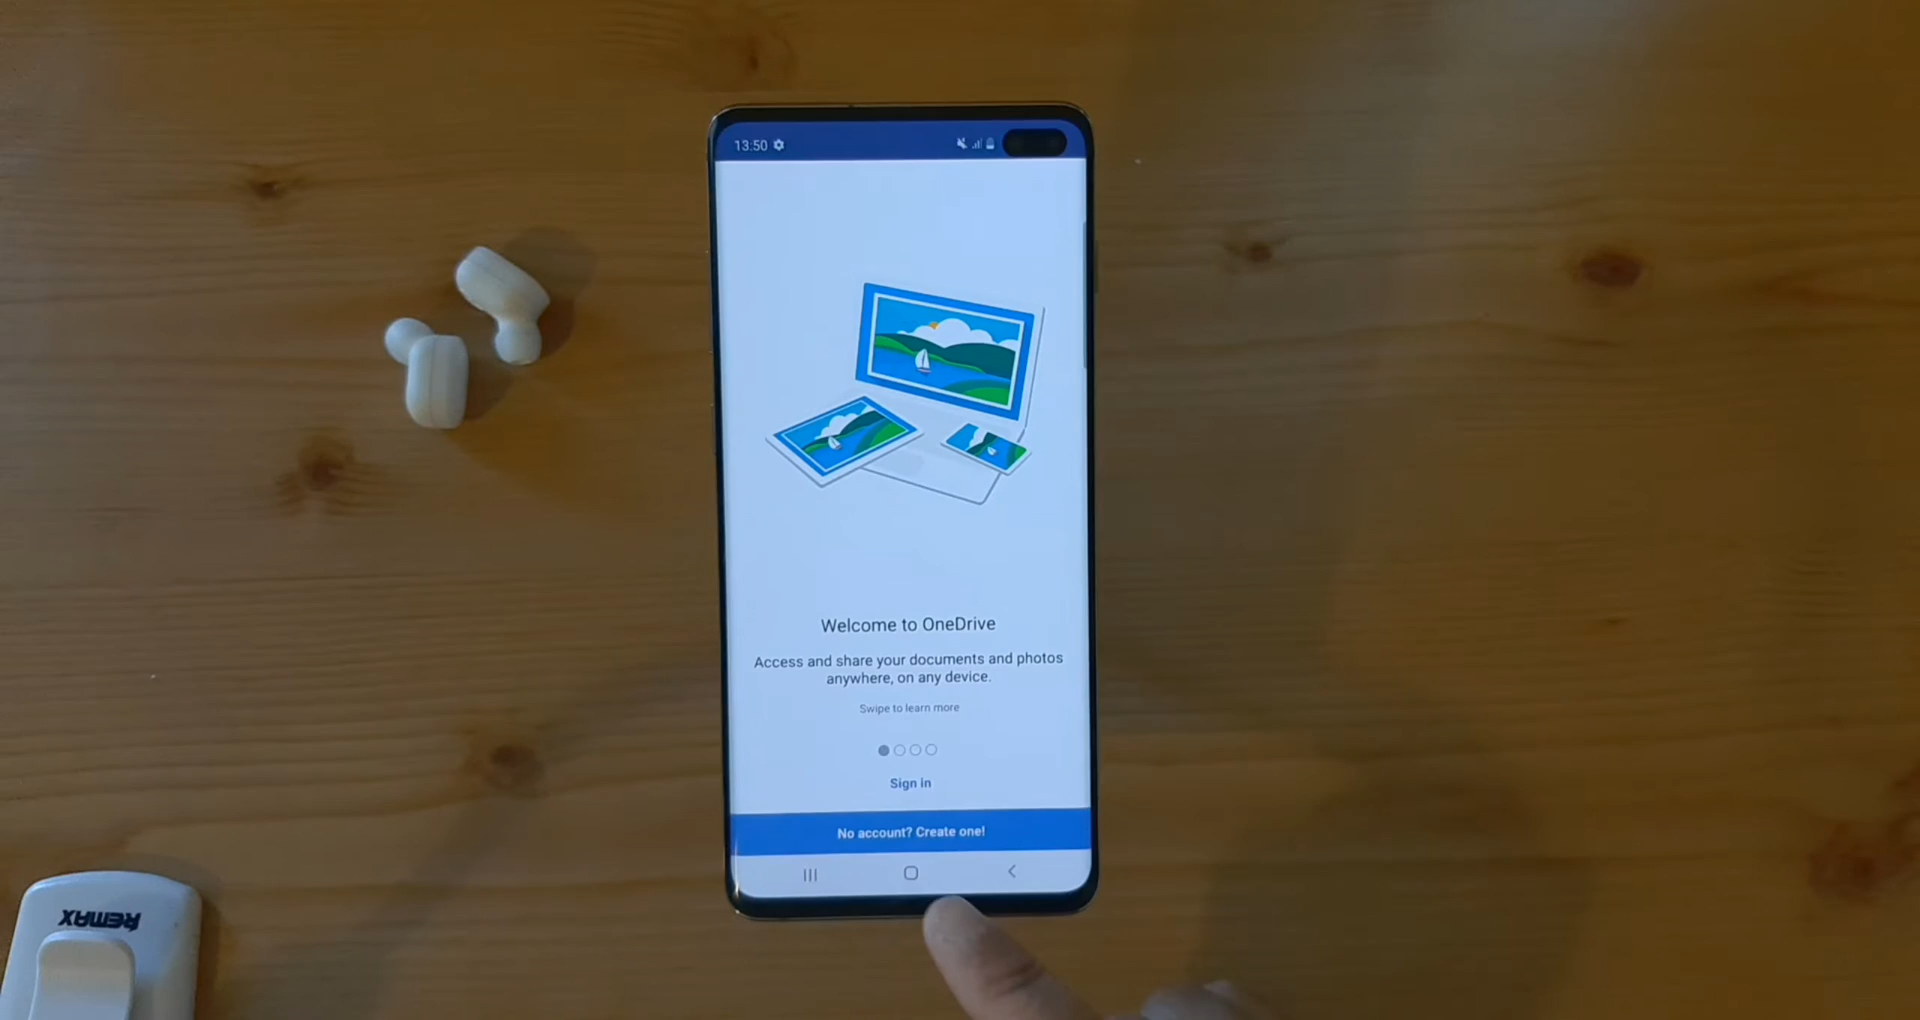 13:50
Welcome to OneDrive
Access and share your documents and photos
anywhere, on any device.
Swipe to learn more
Sign in
No account? Create one!
REMAX